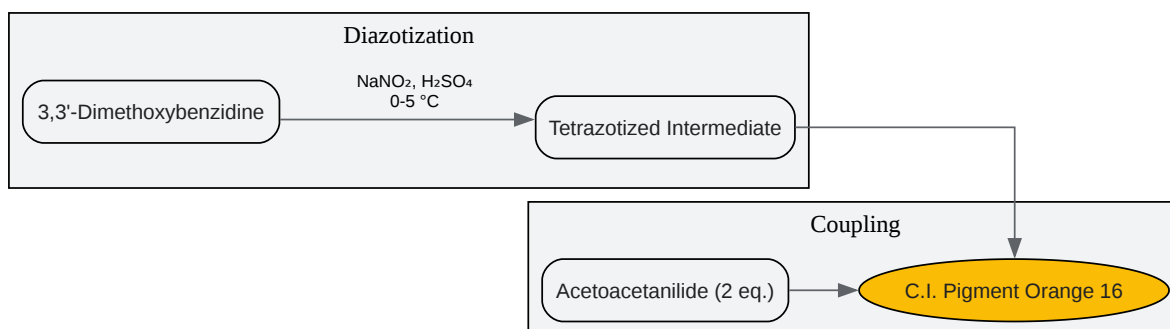 Diazotization
NaNO₂, H₂SO₄
0-5 °C
3,3'-Dimethoxybenzidine
Tetrazotized Intermediate
Coupling
Acetoacetanilide (2 eq.)
C.I. Pigment Orange 16